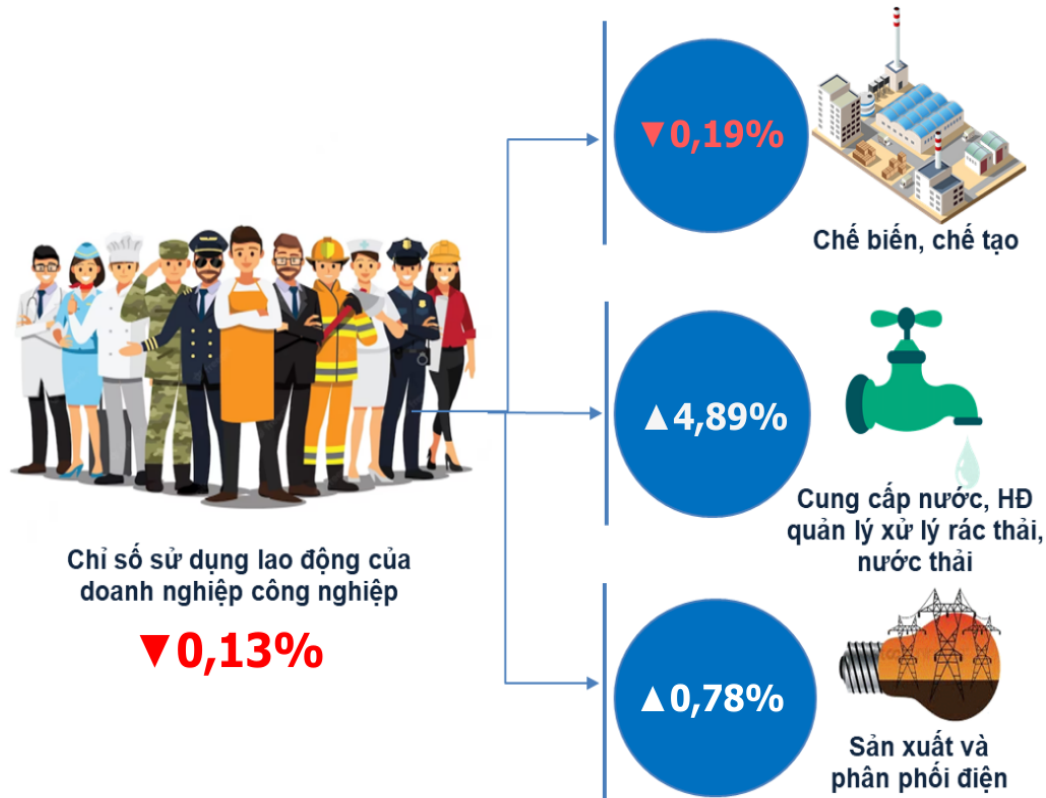 ▼0,19%
Chế biến, chế tạo
▲4,89%
Cung cấp nước, HĐ
quản lý xử lý rác thải,
nước thải
Chỉ số sử dụng lao động của
doanh nghiệp công nghiệp
▼0,13%
▲0,78%
Sản xuất và
phân phối điện